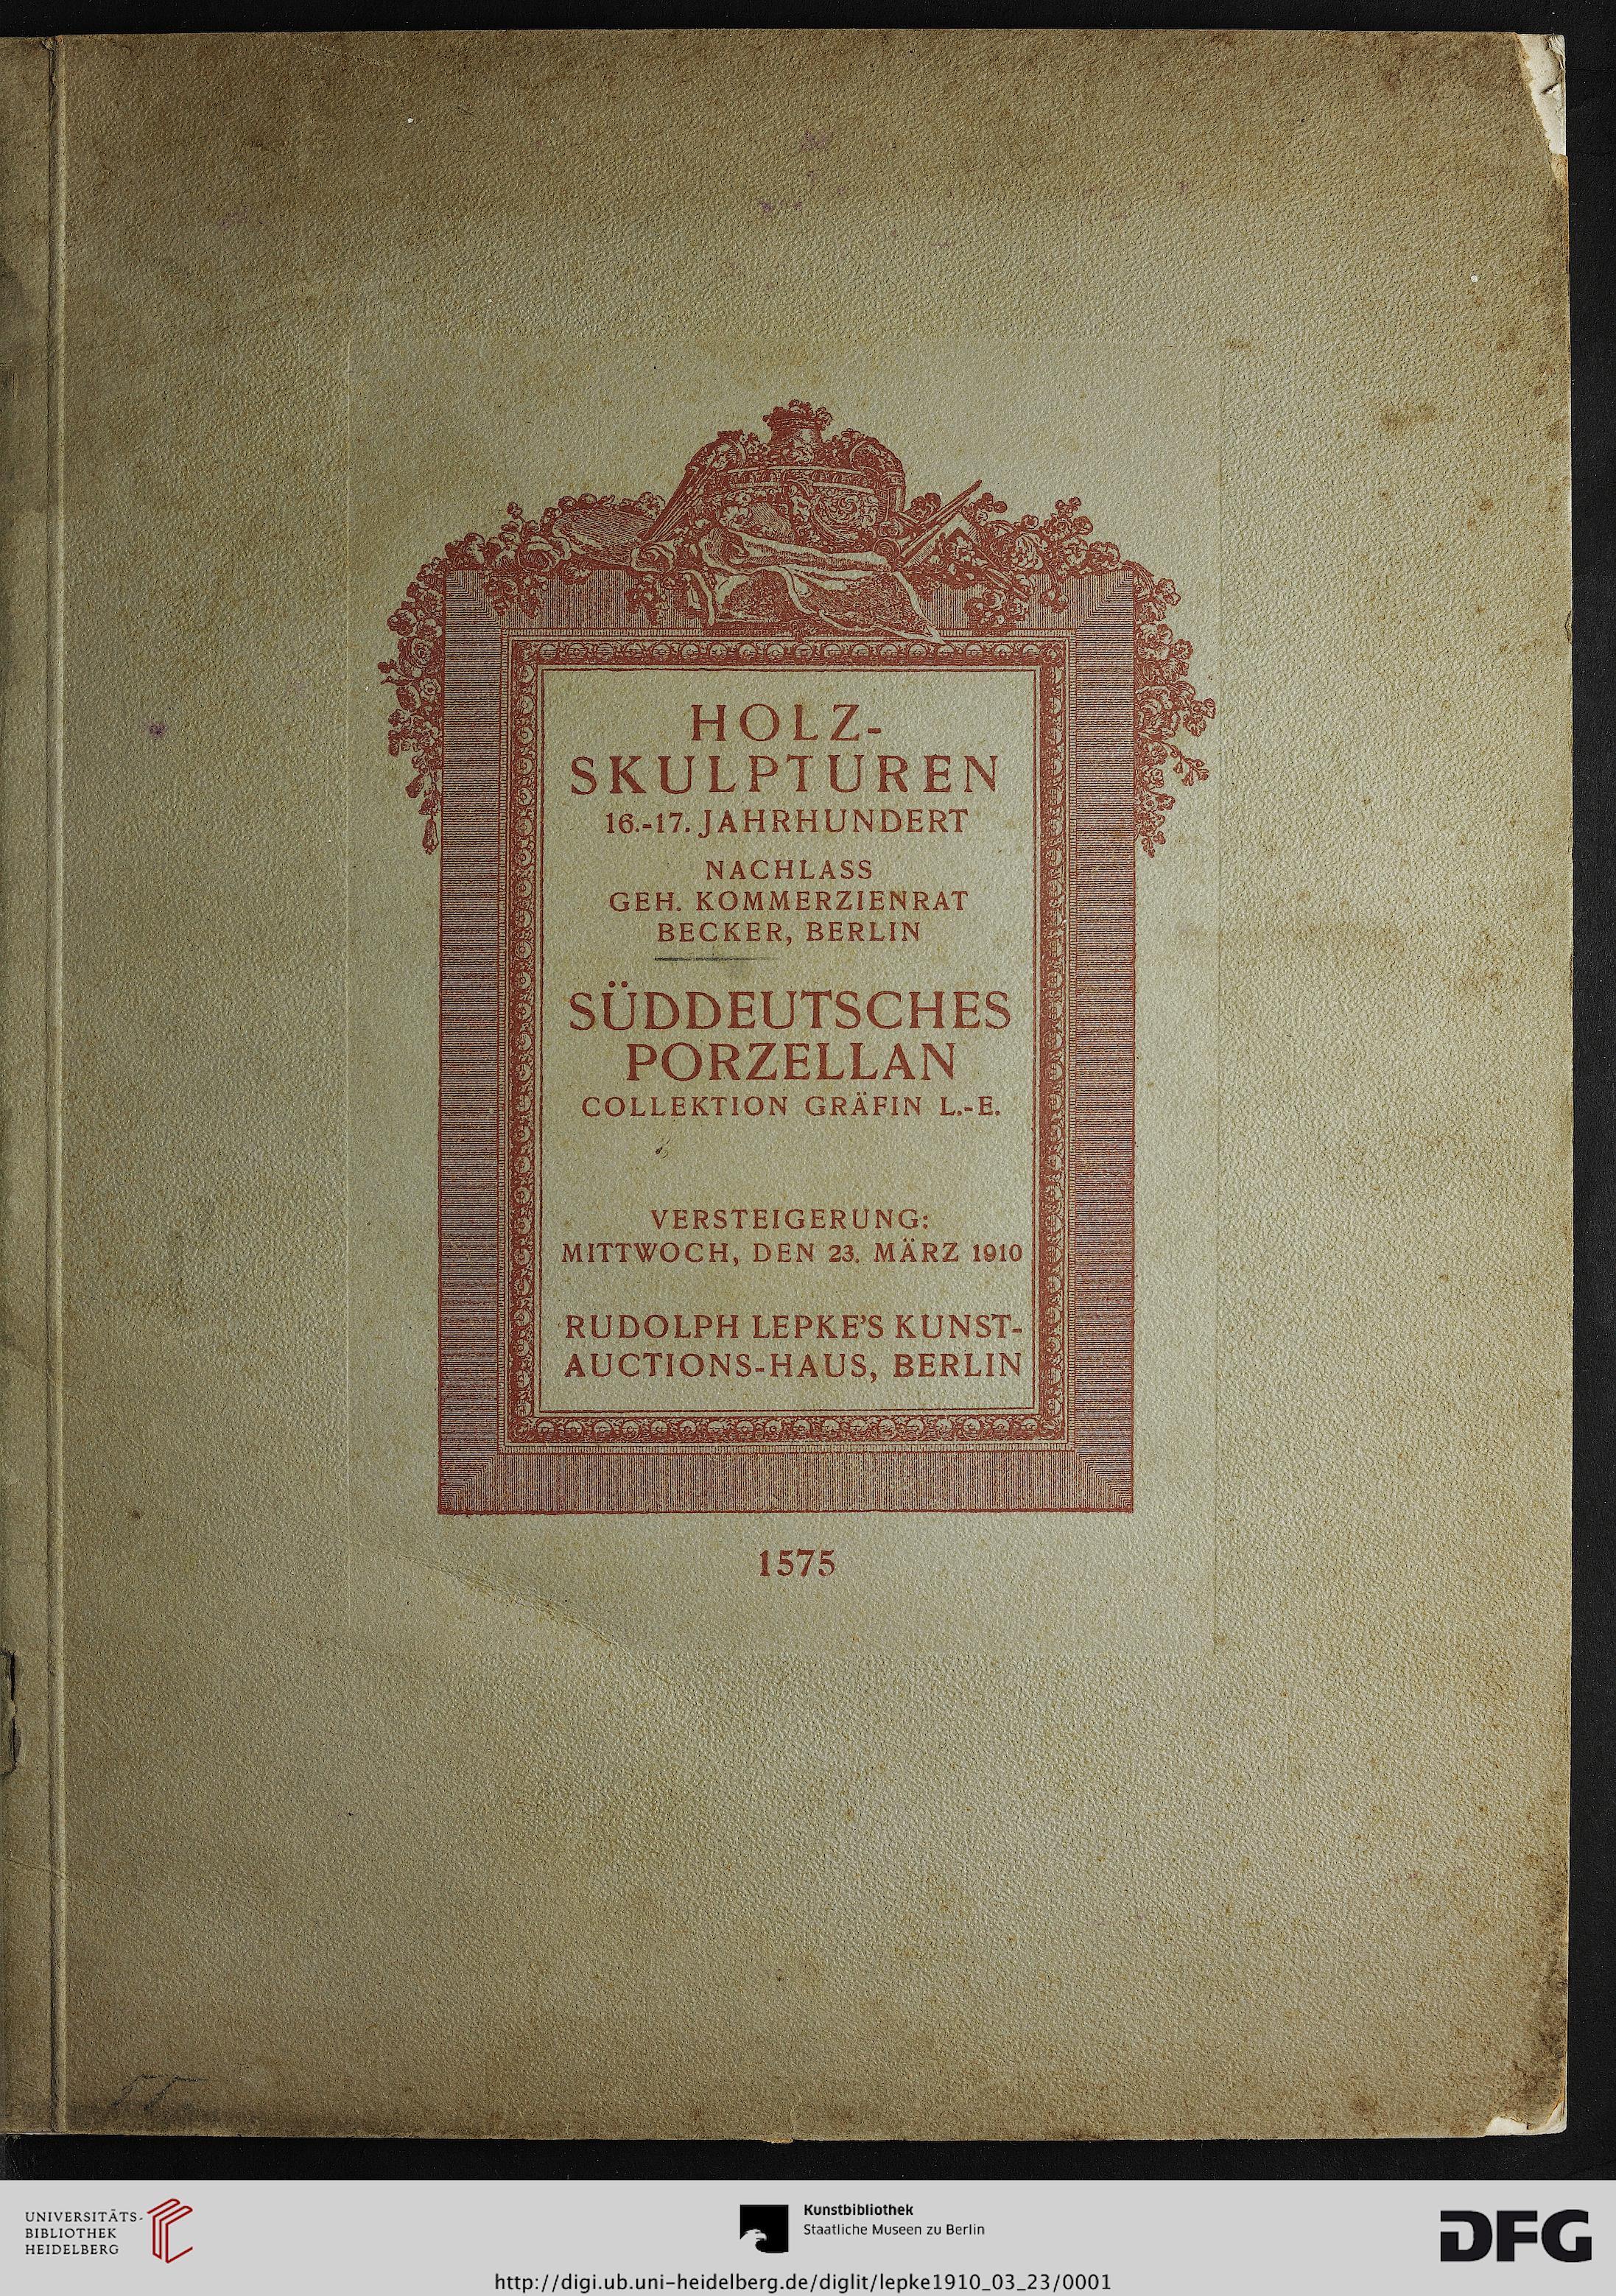 HOLZ-
SKULPTUREN
16.-17. JAHRHUNDERT
NACHLASS
GEH. KOMMERZIENRAT
BECKER, BERLIN
SÜDDEUTSCHES
PORZELLAN
COLLEKTION GRÄFIN L.-E.
VERSTEIGERUNG:
MITTWOCH, DEN 23. MÄRZ 1910
RUDOLPH LEPKE'S KUNST-
AUCTIONS-HAUS, BERLIN
1575
UNIVERSITÄTS-
BIBLIOTHEK
HEIDELBERG
Kunstbibliothek
Staatliche Museen zu Berlin
DFG
http://digi.ub.uni-heidelberg.de/diglit/lepke1910_03_23/0001